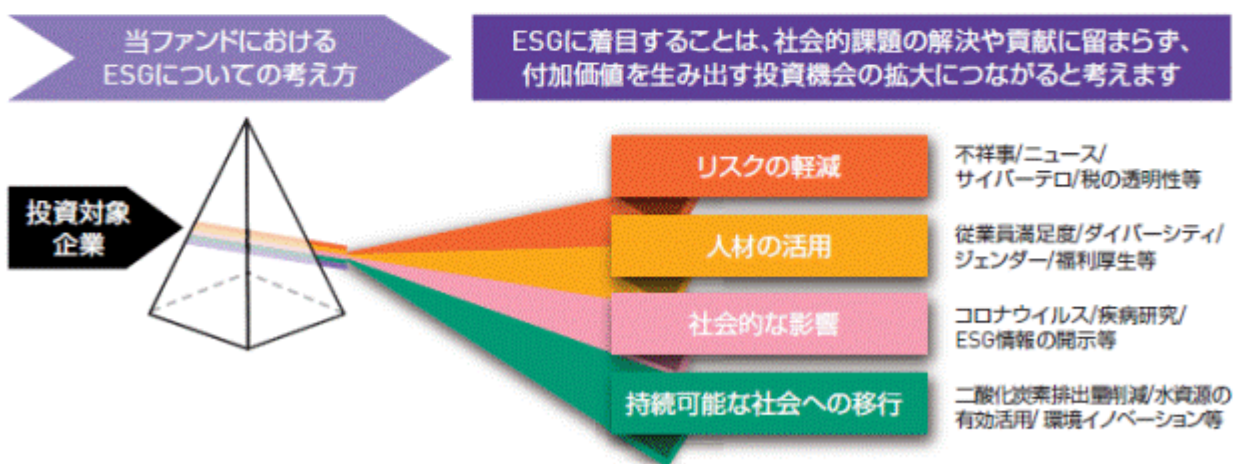 当ファンドにおける
ESGについての考え方
ESGに着目することは、社会的課題の解決や貢献に留まらず、
付加価値を生み出す投資機会の拡大につながると考えます
投資対象
企業
リスクの軽減
不祥事/ニュース/
サイバーテロ/税の透明性等
人材の活用
従業員満足度/ダイバーシティ/
ジェンダー/福利厚生等
社会的な影響
コロナウイルス/疾病研究/
ESG情報の開示等
持続可能な社会への移行
二酸化炭素排出量削減/水資源の
有効活用/ 環境イノベーション等